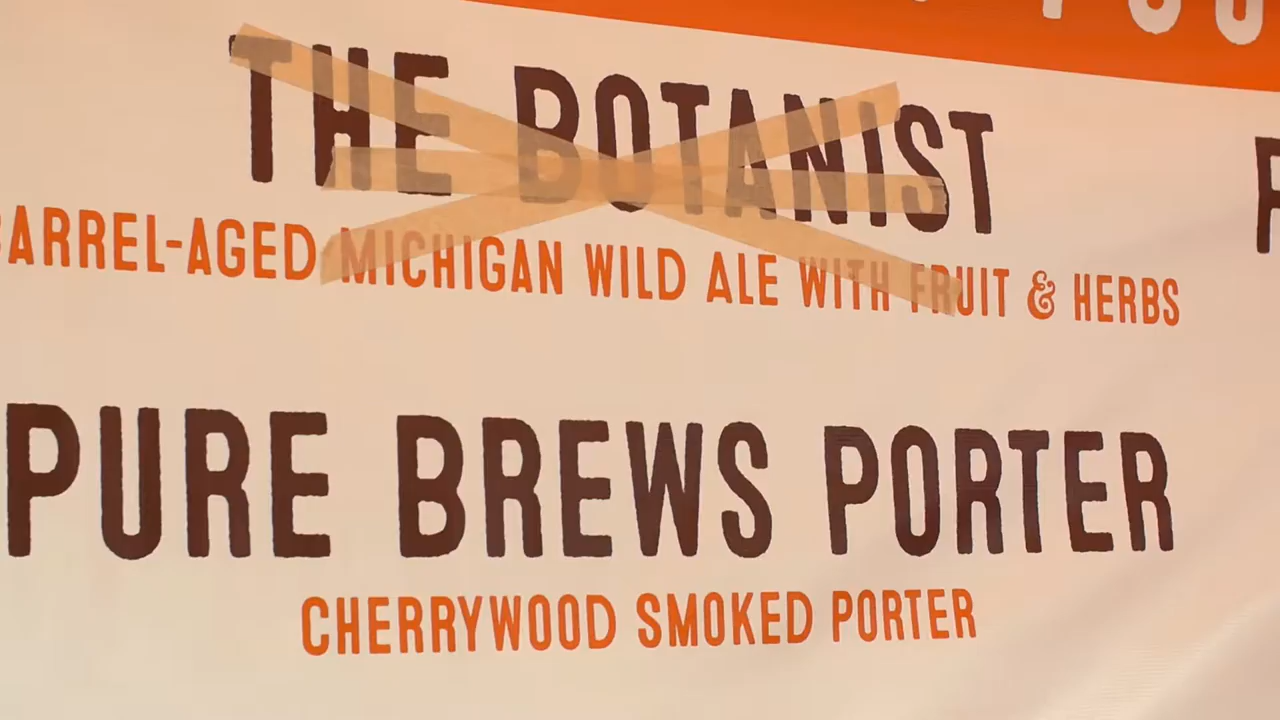 THE BOTANIST
BARREL-AGED MICHIGAN WILD ALE WITH FRUIT & HERBS
PURE BREWS PORTER
CHERRYWOOD SMOKED PORTER